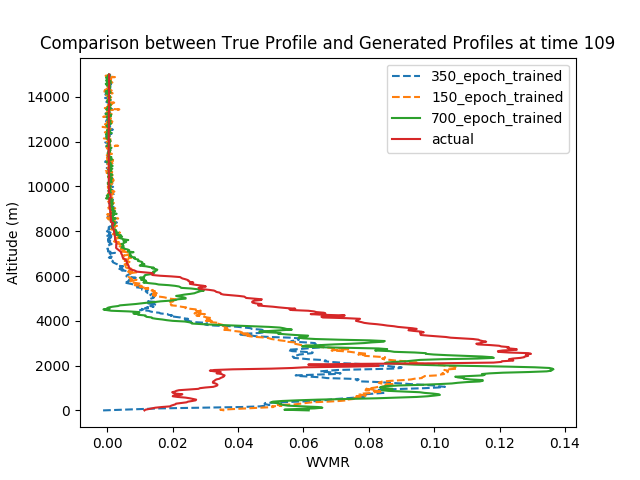 Comparison between True Profile and Generated Profiles at time 109
350_epoch_trained
150_epoch_trained
700_epoch_trained
actual
Altitude (m)
14000
12000
10000
8000
6000
4000
2000
0
0.00 0.02 0.04 0.06 0.08 0.10 0.12 0.14
WVMR